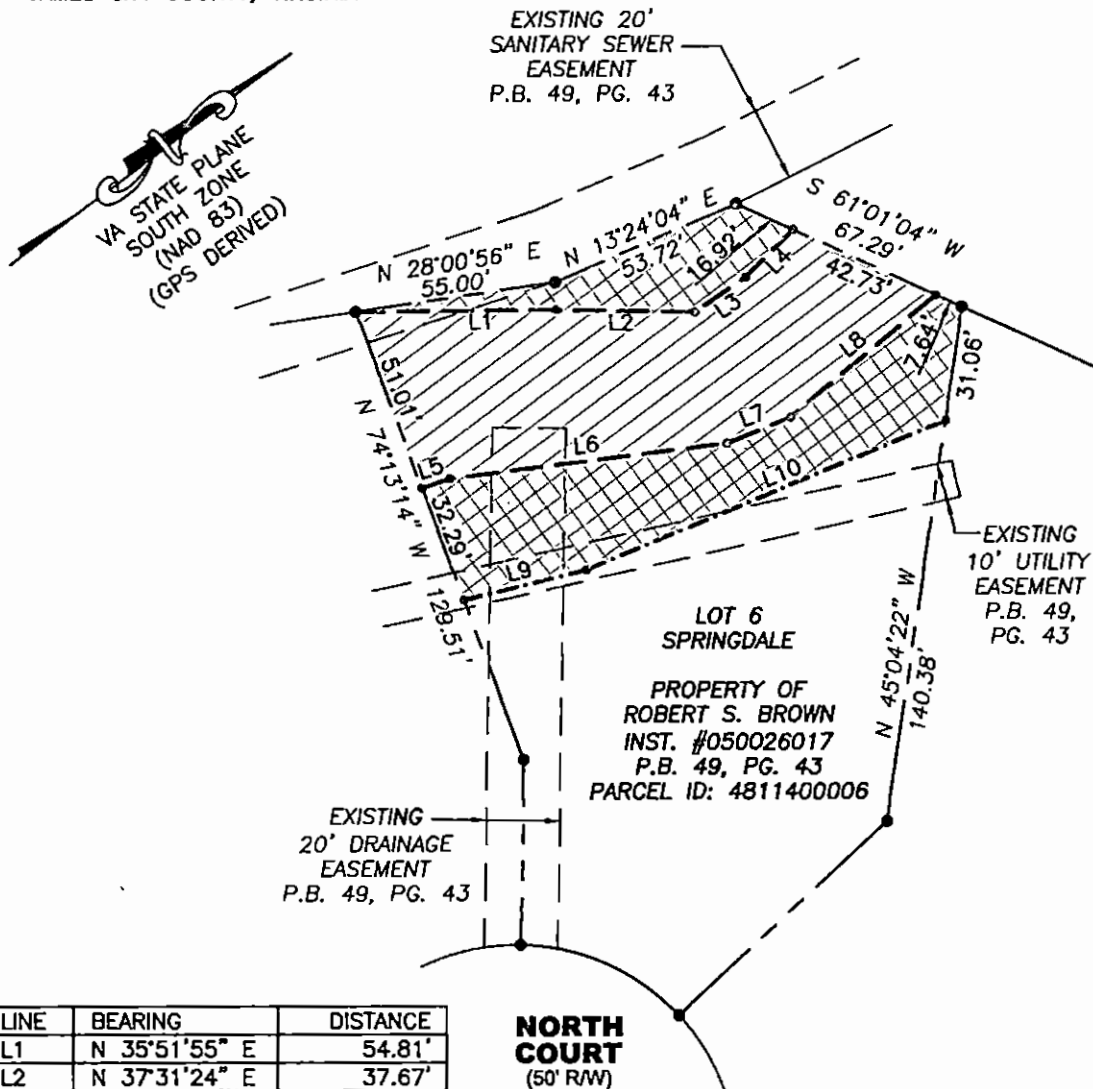 EXISTING 20'
SANITARY SEWER
EASEMENT
P.B. 49, PG. 43
VA STATE PLANE
SOUTH ZONE
(NAD 83)
(GPS DERIVED)
N 28°00'56" E
55.00'
N 13°24'04" E
53.72'
16.92'
S 61°01'04" W
67.29'
42.73'
L1
L2
L3
L4
51.01'
N 74°13'14" W
129.51'
32.29'
L5
L6
L7
L8
7.64'
31.06'
L9
L10
EXISTING
10' UTILITY
EASEMENT
P.B. 49,
PG. 43
N 45°04'22" W
140.38'
LOT 6
SPRINGDALE
PROPERTY OF
ROBERT S. BROWN
INST. #050026017
P.B. 49, PG. 43
PARCEL ID: 4811400006
EXISTING
20' DRAINAGE
EASEMENT
P.B. 49, PG. 43
NORTH
COURT
(50' R/W)
LINE BEARING DISTANCE
L1 N 35°51'55" E 54.81'
L2 N 37°31'24" E 37.67'